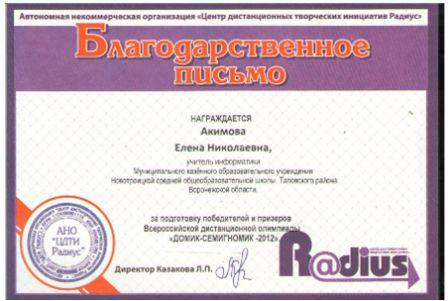 Автономная некоммерческая организация «Центр дистанционных творческих инициатив Радиус»
Благодарственное
письмо
НАГРАЖДАЕТСЯ
Акимова
Елена Николаевна,
учитель информатики
Муниципального казённого образовательного учреждения
Новотроицкой средней общеобразовательной школы Таловского района
Воронежской области,
за подготовку победителей и призеров
Всероссийской дистанционной олимпиады
«ДОМИК-СЕМИГНОМИК -2012».
АНО
"ЦДТИ
Радиус"
Директор Казакова Л.П.
R@dius